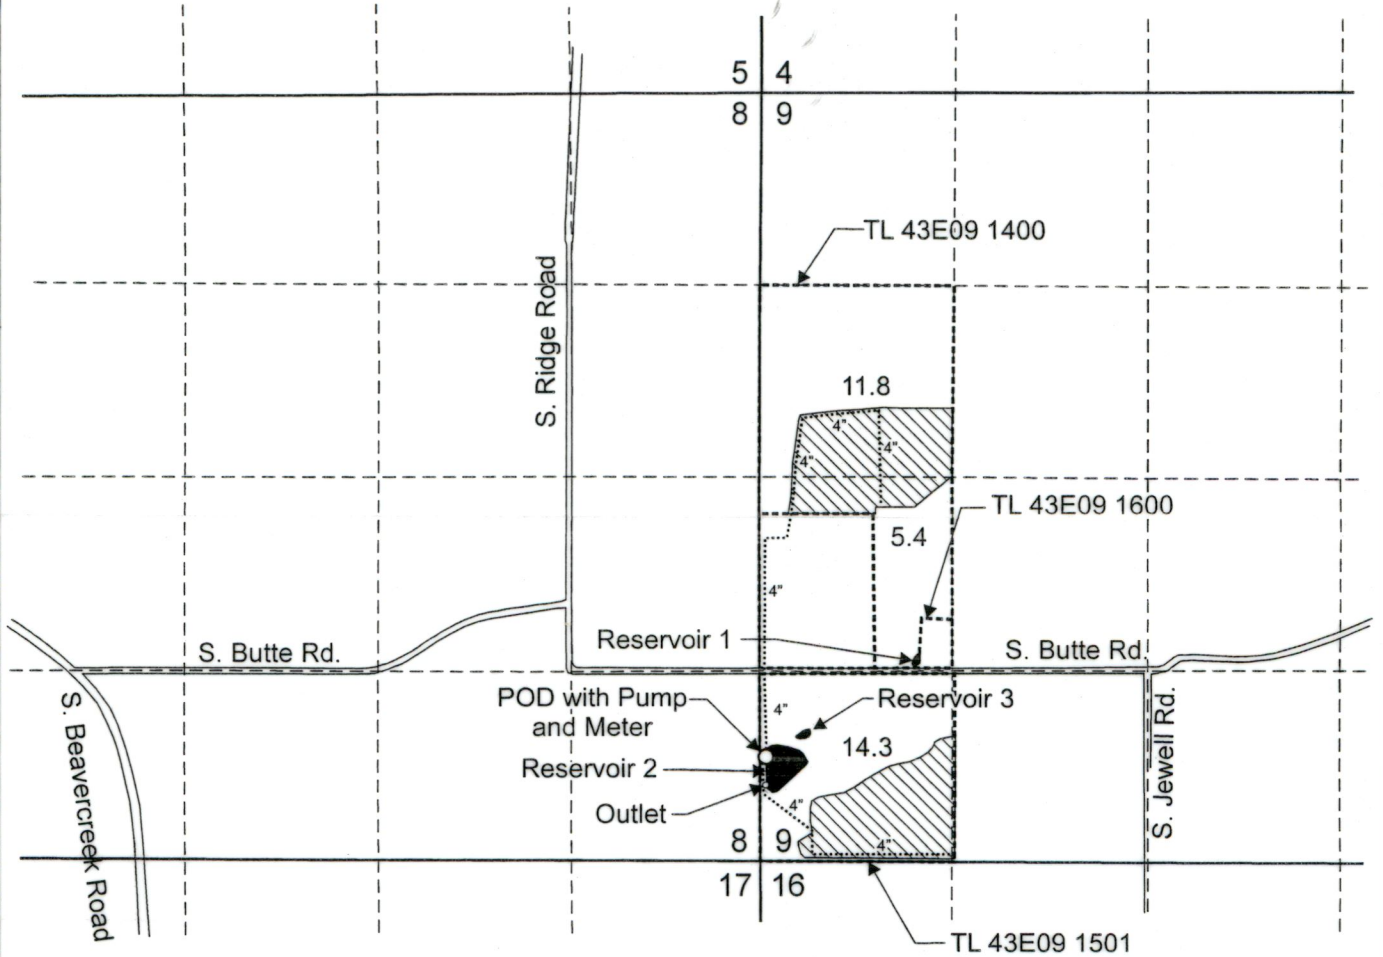 5 4
8 9
TL 43E09 1400
S. Ridge Road
11.8
4"
4"
4"
TL 43E09 1600
5.4
4"
Reservoir 1
S. Butte Rd.
S. Butte Rd.
POD with Pump
and Meter
4"
Reservoir 3
14.3
Reservoir 2
Outlet
4"
S. Jewell Rd.
S. Beavercreek Road
8 9
4"
17 16
TL 43E09 1501